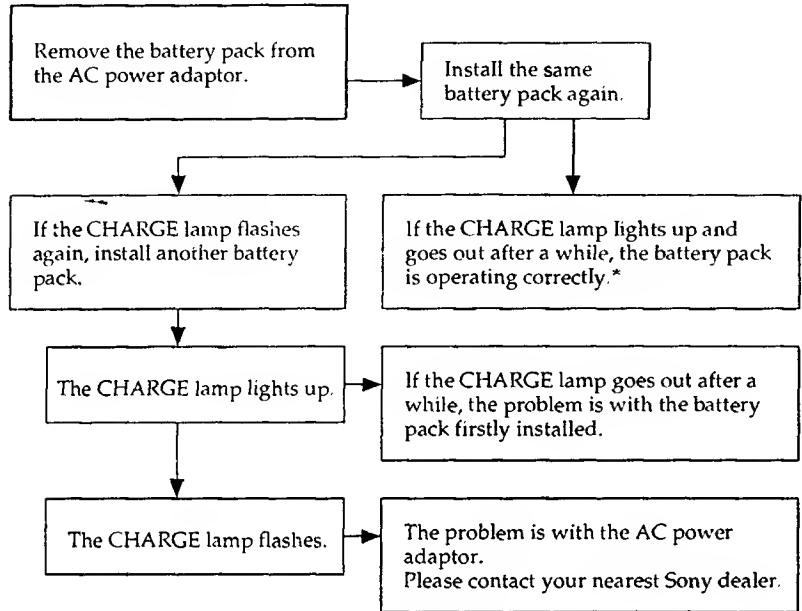 Remove the battery pack from
the AC power adaptor.
Install the same
battery pack again.
If the CHARGE lamp flashes
again, install another battery
pack.
If the CHARGE lamp lights up and
goes out after a while, the battery pack
is operating correctly.*
The CHARGE lamp lights up.
If the CHARGE lamp goes out after a
while, the problem is with the battery
pack firstly installed.
The CHARGE lamp flashes.
The problem is with the AC power
adaptor.
Please contact your nearest Sony dealer.